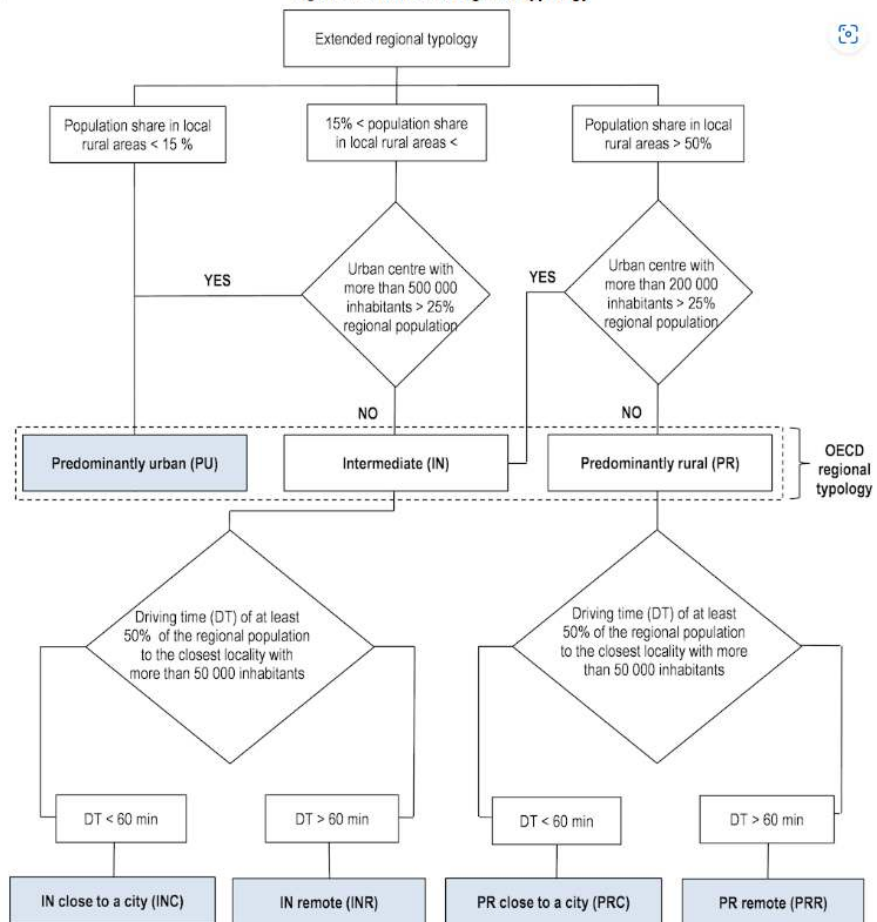 Extended regional typology
Population share in local
rural areas < 15 %
15% < population share
in local rural areas <
Population share in local
rural areas > 50%
Urban centre with
more than 500 000
inhabitants > 25%
regional population
YES
Urban centre with
more than 200 000
inhabitants > 25%
regional population
YES
NO
NO
Predominantly urban (PU)
Intermediate (IN)
Predominantly rural (PR)
OECD
regional
typology
Driving time (DT) of at least
50% of the regional population
to the closest locality with
more than 50 000 inhabitants
Driving time (DT) of at least
50% of the regional population
to the closest locality with more
than 50 000 inhabitants
DT < 60 min
DT > 60 min
DT < 60 min
DT > 60 min
IN close to a city (INC)
IN remote (INR)
PR close to a city (PRC)
PR remote (PRR)